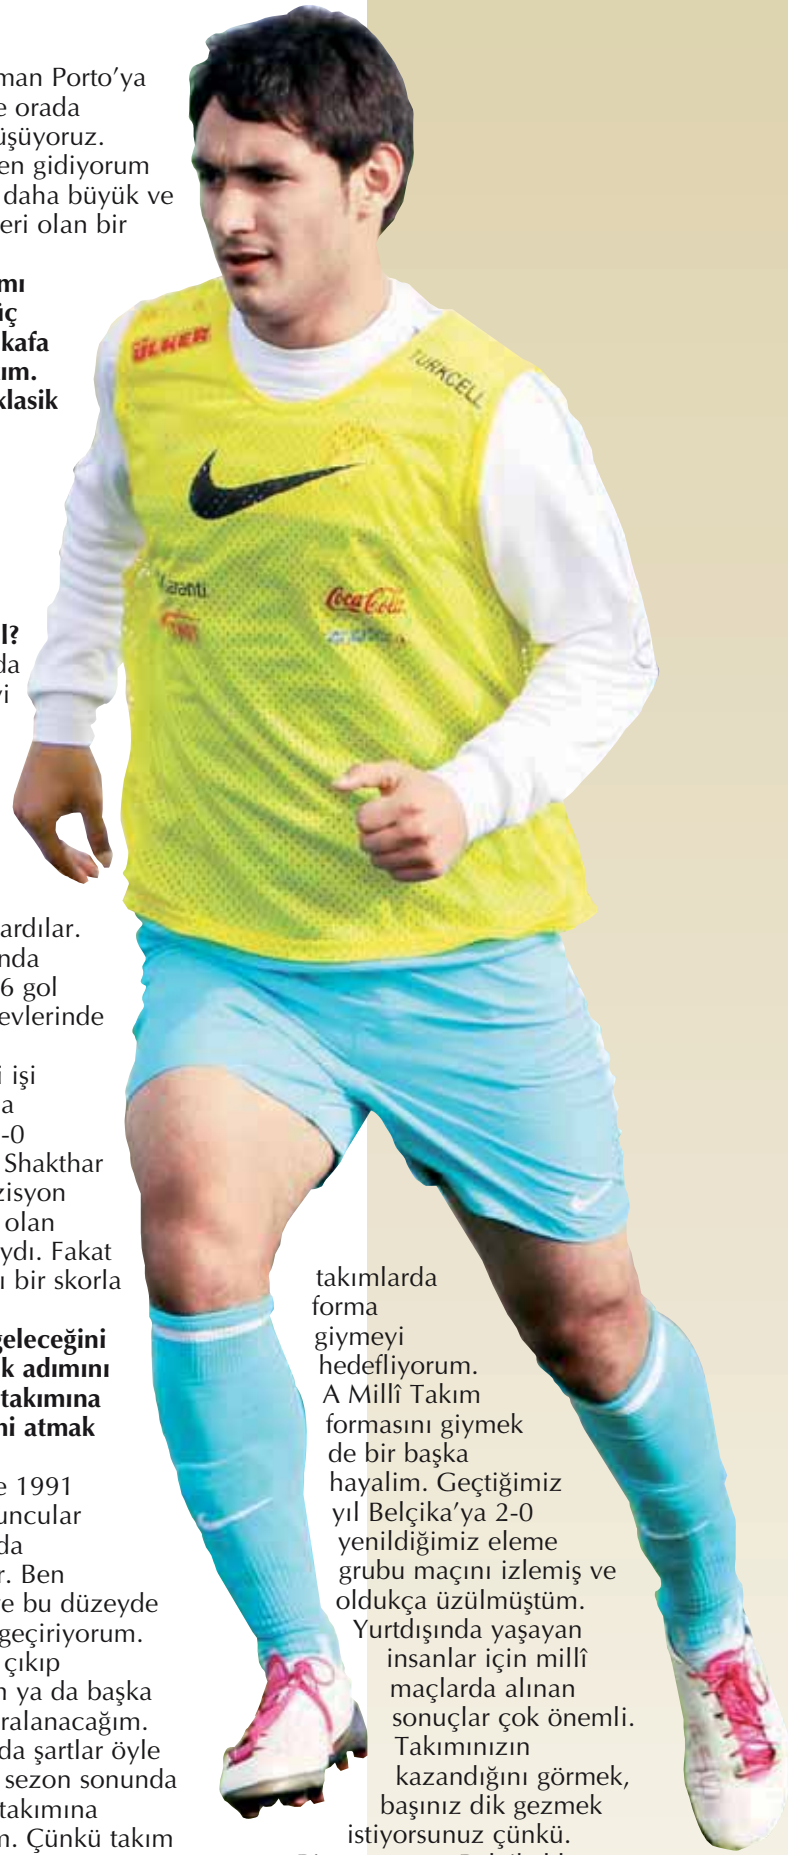 man Porto’ya
e orada
üşüyoruz.
en gidiyorum
daha büyük ve
eri olan bir
mı
üç
kafa
ım.
klasik
l?
da
vi
ardılar.
nda
6 gol
evlerinde
i işi
a
-0
Shakthar
zisyon
olan
ydı. Fakat
ı bir skorla
geleceğini
k adımını
takımına
ni atmak
e 1991
uncular
da
r. Ben
ve bu düzeyde
geçiriyorum.
çıkıp
n ya da başka
ralanacağım.
da şartlar öyle
sezon sonunda
takımına
m. Çünkü takım
ÜLKER
TURKCELL
Garanti
Coca Cola
takımlarda
forma
giymeyi
hedefliyorum.
A Millî Takım
formasını giymek
de bir başka
hayalim. Geçtiğimiz
yıl Belçika’ya 2-0
yenildiğimiz eleme
grubu maçını izlemiş ve
oldukça üzülmüştüm.
Yurtdışında yaşayan
insanlar için millî
maçlarda alınan
sonuçlar çok önemli.
Takımınızın
kazandığını görmek,
başınız dik gezmek
istiyorsunuz çünkü.